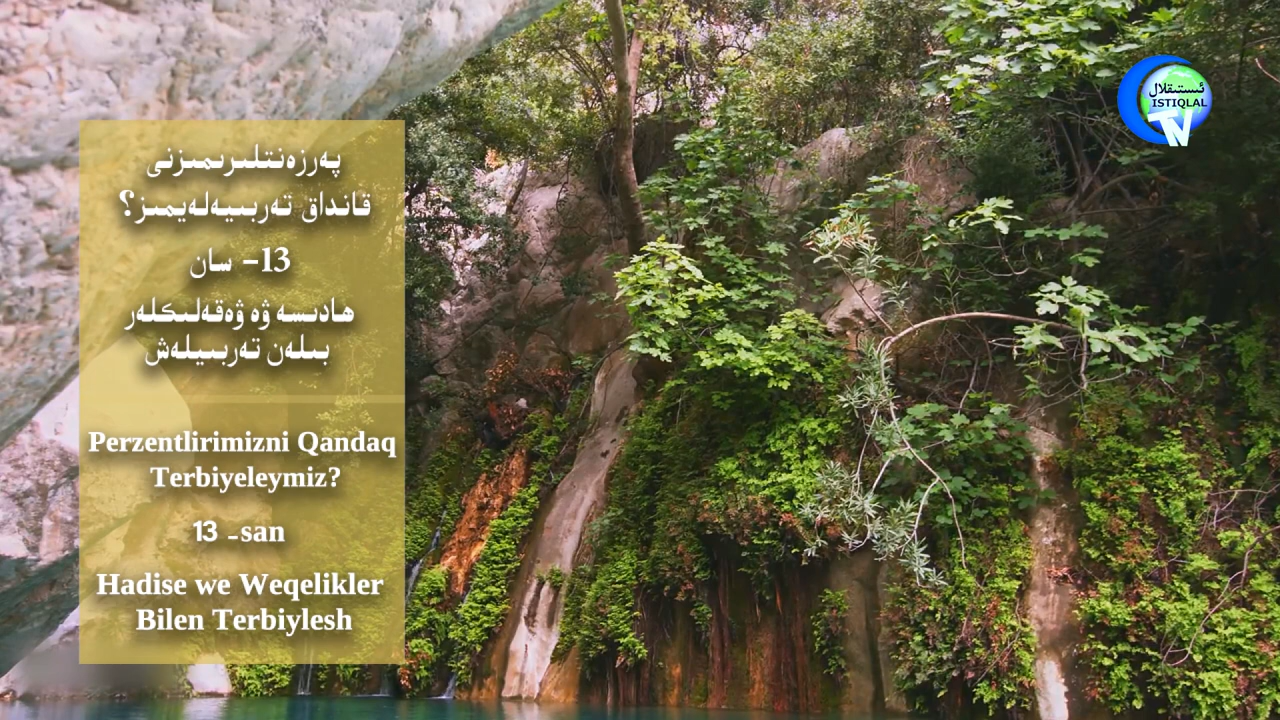 پەرزەنتلىرىمىزنى
قانداق تەربىيەلەيمىز؟
13- سان
ھادىسە ۋە ۋەقەلىكلەر
بىلەن تەربىيىلەش
Perzentlirimizni Qandaq
Terbiyeleymiz?
13 -san
Hadise we Weqelikler
Bilen Terbiylesh
ئىستىقلال
ISTIQLAL
TV